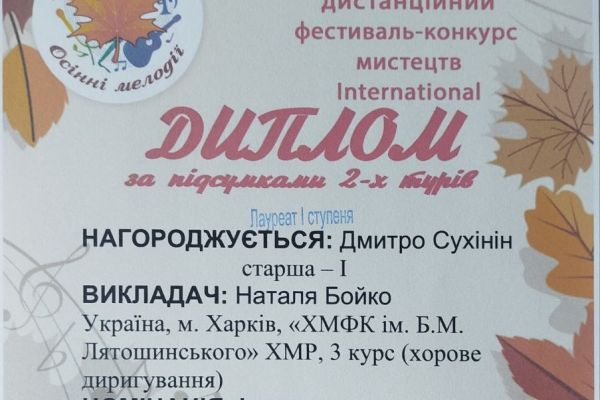 дистанційний
фестиваль-конкурс
мистецтв
International
Осінні мелодії
ДИПЛОМ
за підсумками 2-х турів
Лауреат І ступеня
НАГОРОДЖУЄТЬСЯ: Дмитро Сухінін
старша – І
ВИКЛАДАЧ: Наталя Бойко
Україна, м. Харків, «ХМФК ім. Б.М.
Лятошинського» ХМР, 3 курс (хорове
диригування)